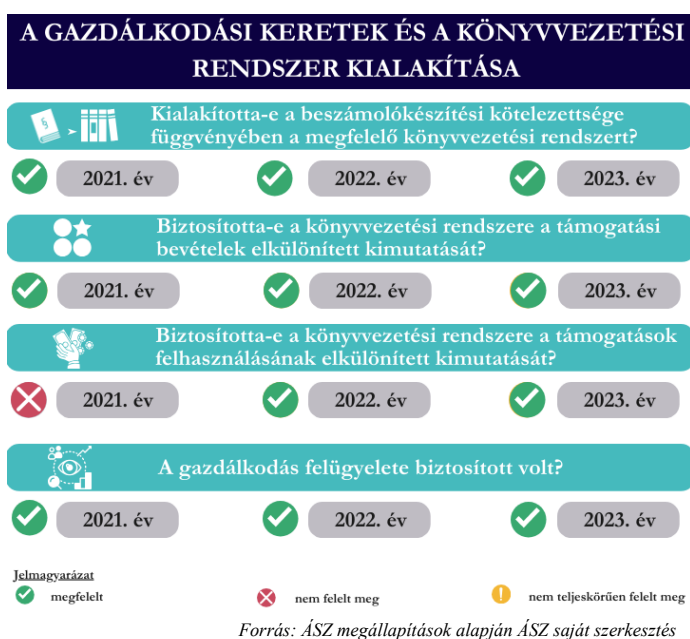 A GAZDÁLKODÁSI KERETEK ÉS A KÖNYVVEZETÉSI
RENDSZER KIALAKÍTÁSA
Kialakította-e a beszámolókészítési kötelezettsége
függvényében a megfelelő könyvvezetési rendszert?
2021. év 2022. év 2023. év
Biztosította-e a könyvvezetési rendszere a támogatási
bevételek elkülönített kimutatását?
2021. év 2022. év 2023. év
Biztosította-e a könyvvezetési rendszere a támogatások
felhasználásának elkülönített kimutatását?
2021. év 2022. év 2023. év
A gazdálkodás felügyelete biztosított volt?
2021. év 2022. év 2023. év
Jelmagyarázat
megfelelt nem felelt meg nem teljeskörűen felelt meg
Forrás: ÁSZ megállapítások alapján ÁSZ saját szerkesztés